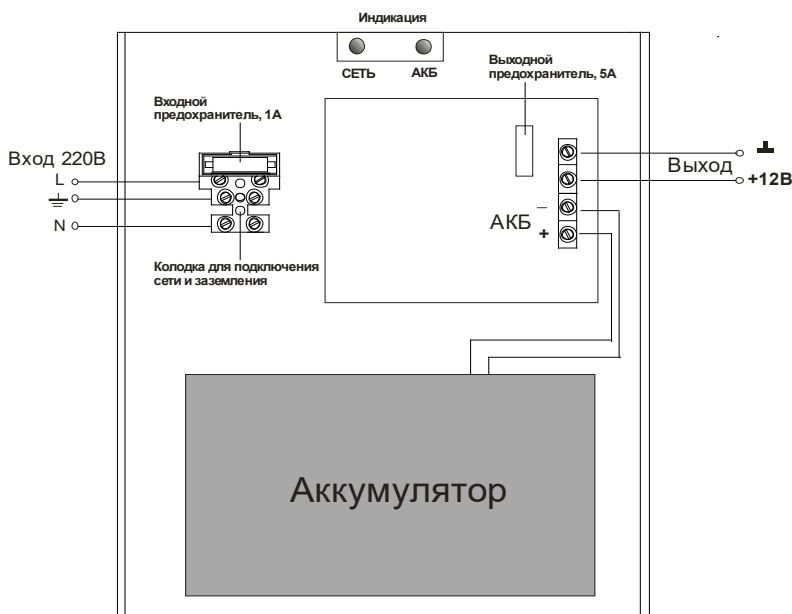 Индикация
СЕТЬ
АКБ
Выходной
предохранитель, 5А
Входной
предохранитель, 1А
Вход 220В
L
N
Выход
+12В
АКБ
–
+
Колодка для подключения
сети и заземления
Аккумулятор